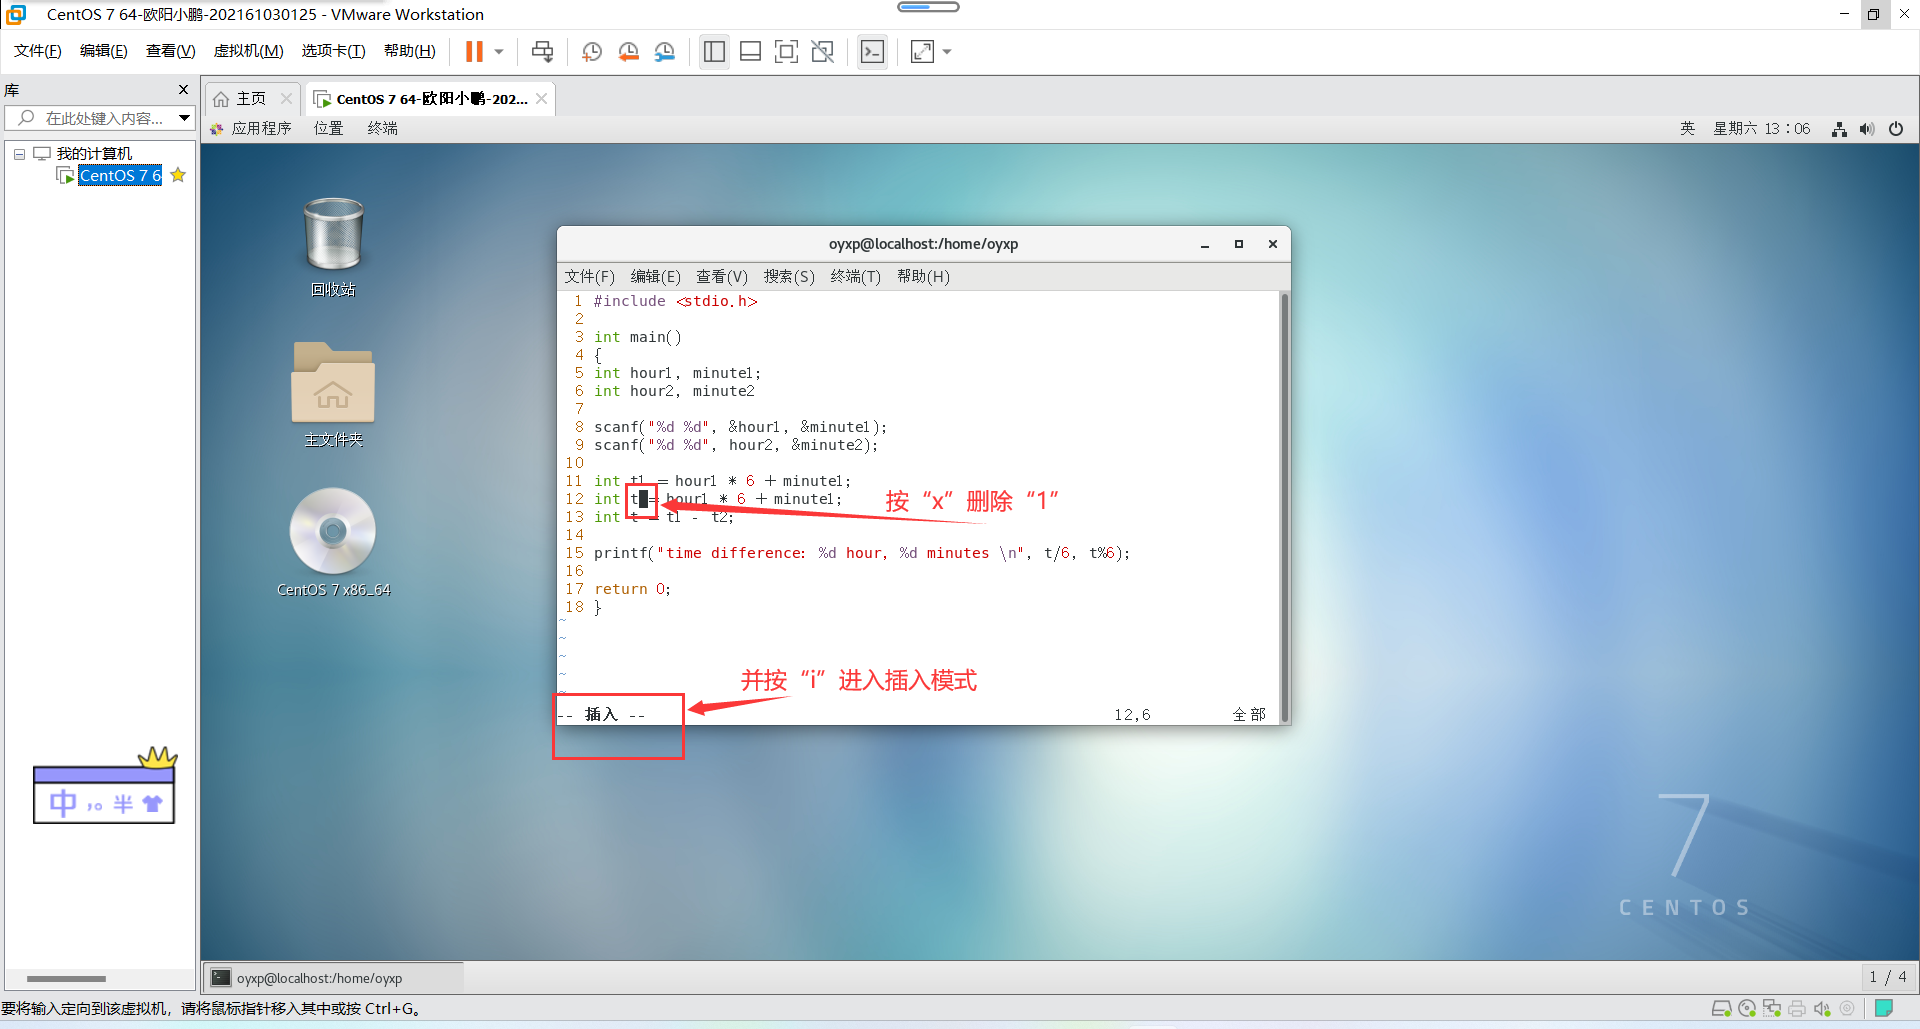 CentOS 7 64-欧阳小鹏-202161030125 - VMware Workstation
文件(F) 编辑(E) 查看(V) 虚拟机(M) 选项卡(T) 帮助(H)
库
在此处键入内容...
我的计算机
CentOS 7 6
主页
CentOS 7 64-欧阳小鹏-202...
应用程序 位置 终端
英 星期六 13：06
回收站
主文件夹
CentOS 7 x86_64
oyxp@localhost:/home/oyxp
文件(F) 编辑(E) 查看(V) 搜索(S) 终端(T) 帮助(H)
1 #include <stdio.h>
2
3 int main()
4 {
5 int hour1, minute1;
6 int hour2, minute2
7
8 scanf("%d %d", &hour1, &minute1);
9 scanf("%d %d", hour2, &minute2);
10
11 int t1 = hour1 * 6 + minute1;
12 int t = hour1 * 6 + minute1;
13 int t = t1 - t2;
14
15 printf("time difference: %d hour, %d minutes \n", t/6, t%6);
16
17 return 0;
18 }
~
~
~
~
~
-- 插入 -- 12,6 全部
按“x”删除“1”
并按“i”进入插入模式
中 ,。半
7
CENTOS
oyxp@localhost:/home/oyxp
1 / 4
要将输入定向到该虚拟机，请将鼠标指针移入其中或按 Ctrl+G。